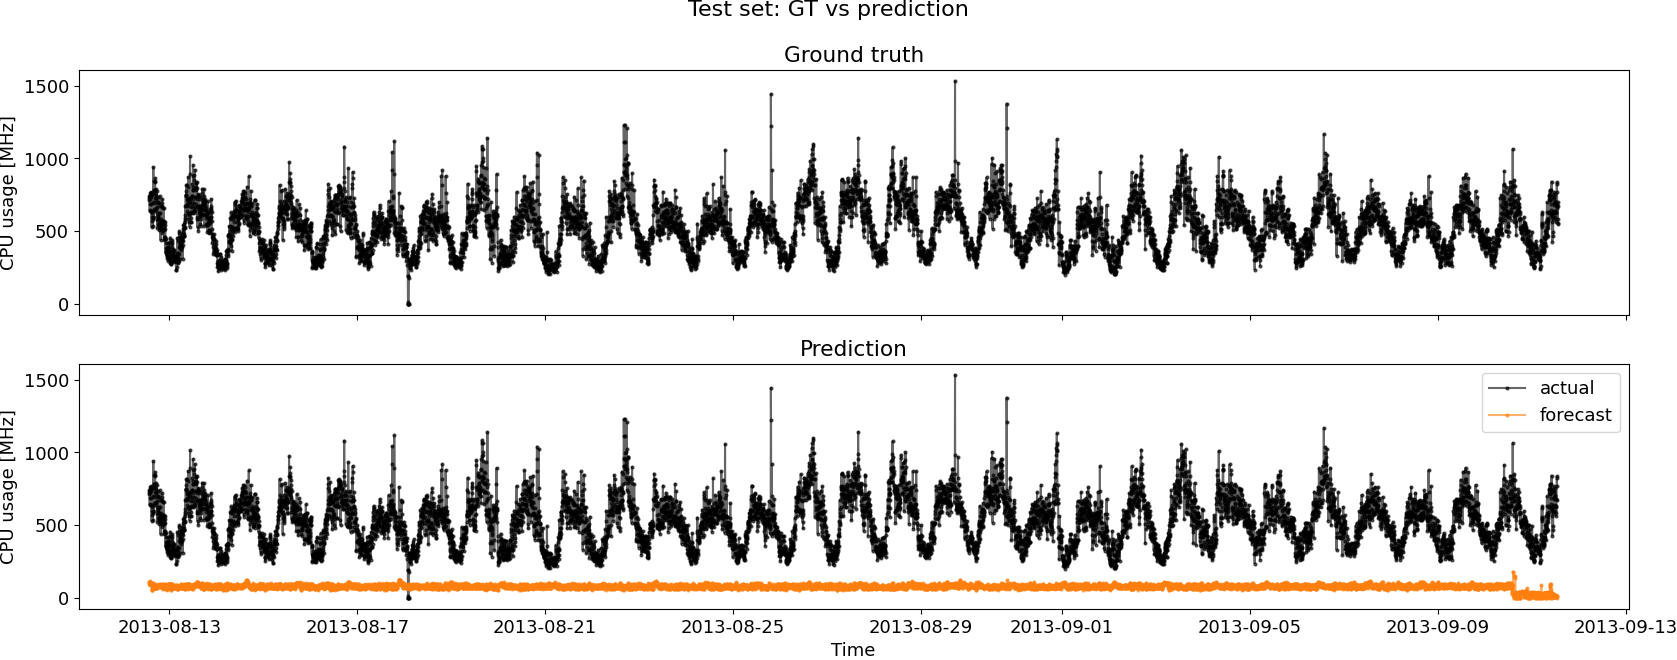 Test set: GT vs prediction
Ground truth
CPU usage [MHz]
1500
1000
500
0
Prediction
CPU usage [MHz]
1500
1000
500
0
actual
forecast
2013-08-13 2013-08-17 2013-08-21 2013-08-25 2013-08-29 2013-09-01 2013-09-05 2013-09-09 2013-09-13
Time